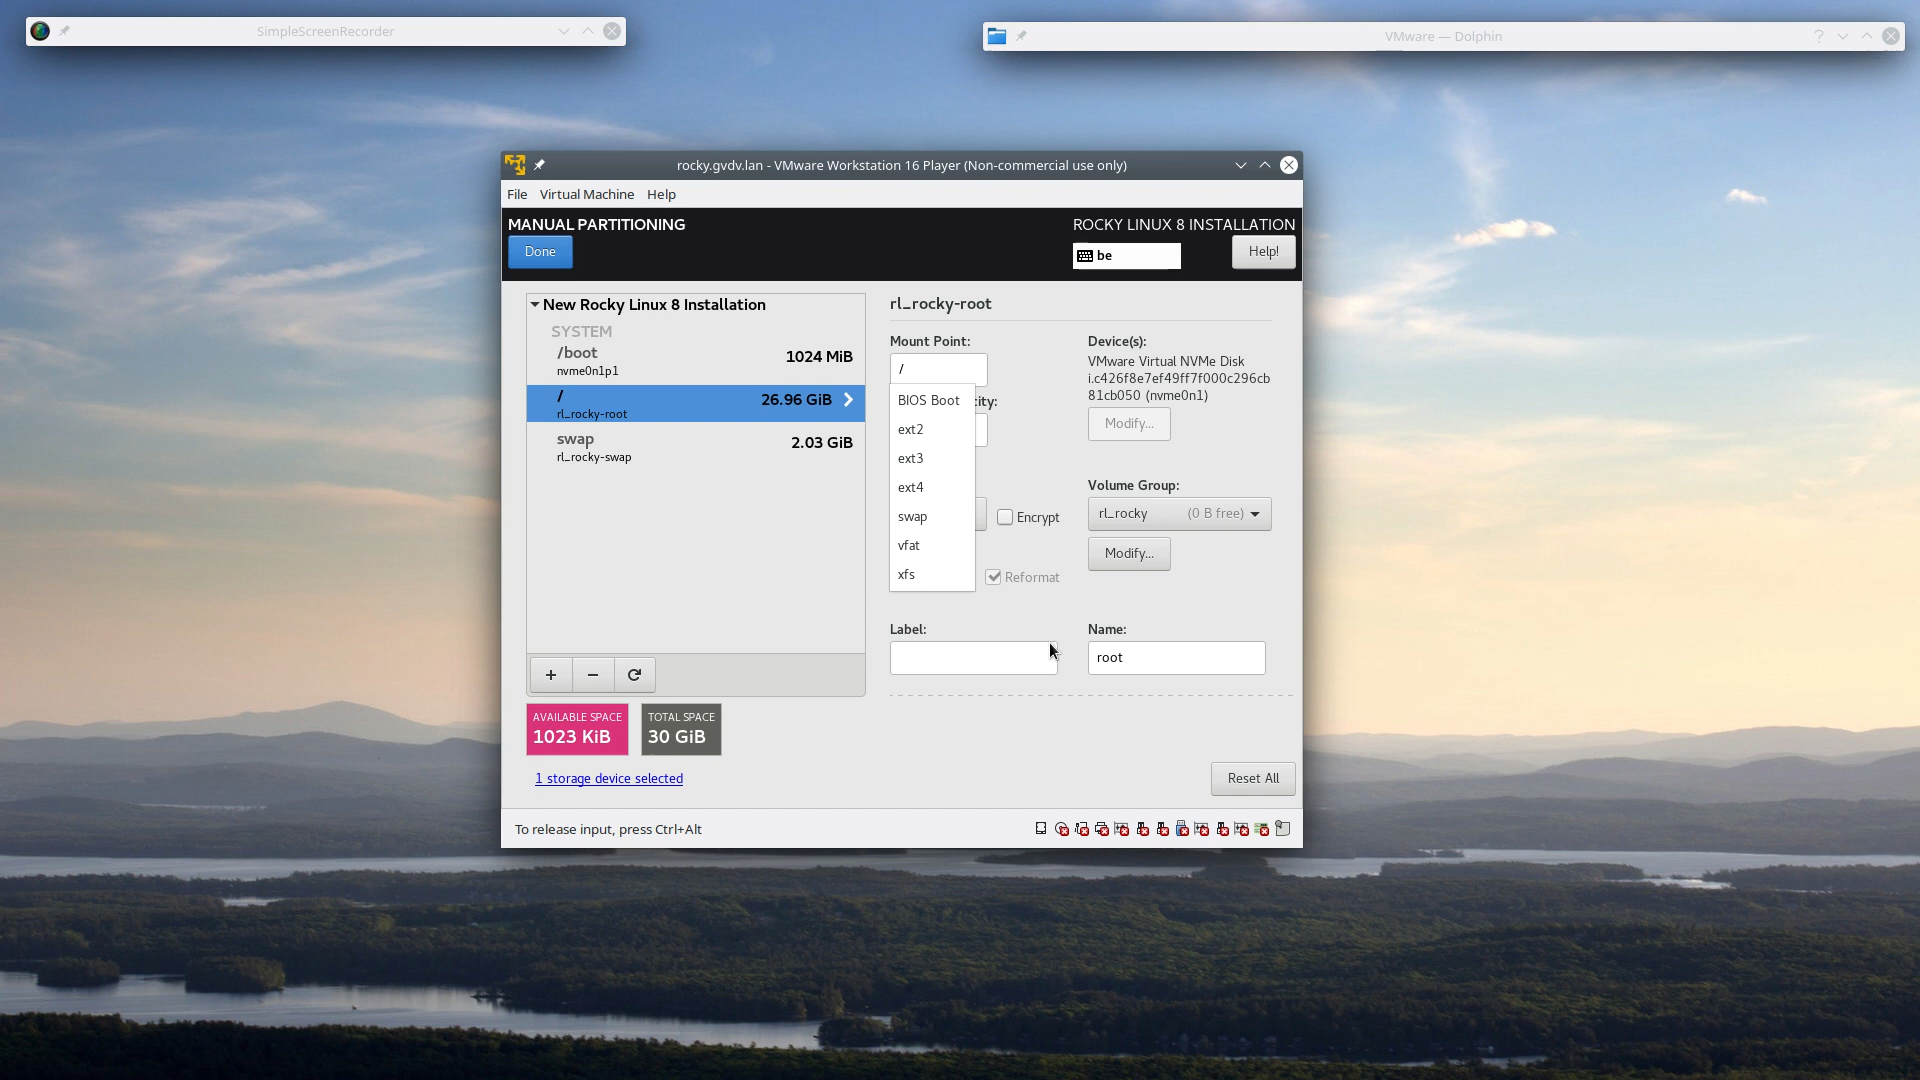 SimpleScreenRecorder
VMware — Dolphin
rocky.gvdv.lan - VMware Workstation 16 Player (Non-commercial use only)
File Virtual Machine Help
MANUAL PARTITIONING
ROCKY LINUX 8 INSTALLATION
Done
be
Help!
New Rocky Linux 8 Installation
SYSTEM
/boot
1024 MiB
nvme0n1p1
/
26.96 GiB
rl_rocky-root
swap
2.03 GiB
rl_rocky-swap
+ −
AVAILABLE SPACE
1023 KiB
TOTAL SPACE
30 GiB
1 storage device selected
rl_rocky-root
Mount Point:
/
BIOS Boot
ext2
ext3
ext4
swap
vfat
xfs
Encrypt
Reformat
Label:
Device(s):
VMware Virtual NVMe Disk
i.c426f8e7ef49ff7f000c296cb
81cb050 (nvme0n1)
Modify...
Volume Group:
rl_rocky (0 B free)
Modify...
Name:
root
Reset All
To release input, press Ctrl+Alt